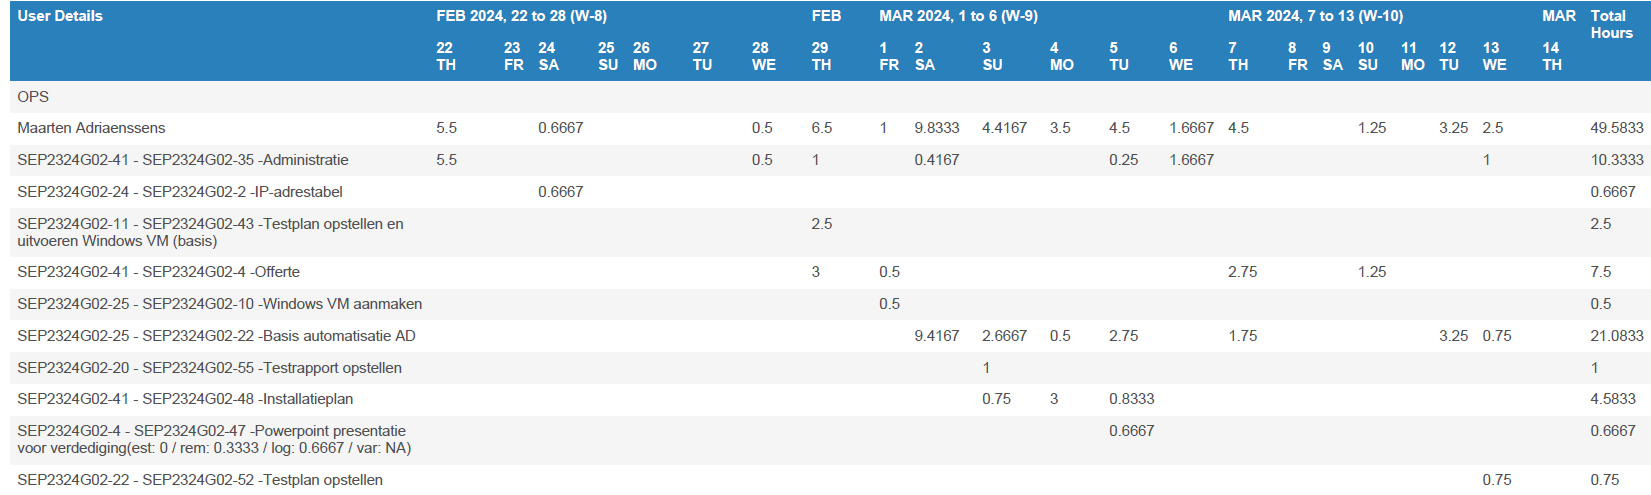 User Details FEB 2024, 22 to 28 (W-8) FEB MAR 2024, 1 to 6 (W-9) MAR 2024, 7 to 13 (W-10) MAR Total Hours
22 TH 23 FR 24 SA 25 SU 26 MO 27 TU 28 WE 29 TH 1 FR 2 SA 3 SU 4 MO 5 TU 6 WE 7 TH 8 FR 9 SA 10 SU 11 MO 12 TU 13 WE 14 TH
OPS
Maarten Adriaenssens 5.5 0.6667 0.5 6.5 1 9.8333 4.4167 3.5 4.5 1.6667 4.5 1.25 3.25 2.5 49.5833
SEP2324G02-41 - SEP2324G02-35 -Administratie 5.5 0.5 1 0.4167 0.25 1.6667 1 10.3333
SEP2324G02-24 - SEP2324G02-2 -IP-adrestabel 0.6667 0.6667
SEP2324G02-11 - SEP2324G02-43 -Testplan opstellen en 2.5 2.5
uitvoeren Windows VM (basis)
SEP2324G02-41 - SEP2324G02-4 -Offerte 3 0.5 2.75 1.25 7.5
SEP2324G02-25 - SEP2324G02-10 -Windows VM aanmaken 0.5 0.5
SEP2324G02-25 - SEP2324G02-22 -Basis automatisatie AD 9.4167 2.6667 0.5 2.75 1.75 3.25 0.75 21.0833
SEP2324G02-20 - SEP2324G02-55 -Testrapport opstellen 1 1
SEP2324G02-41 - SEP2324G02-48 -Installatieplan 0.75 3 0.8333 4.5833
SEP2324G02-4 - SEP2324G02-47 -Powerpoint presentatie 0.6667 0.6667
voor verdediging(est: 0 / rem: 0.3333 / log: 0.6667 / var: NA)
SEP2324G02-22 - SEP2324G02-52 -Testplan opstellen 0.75 0.75